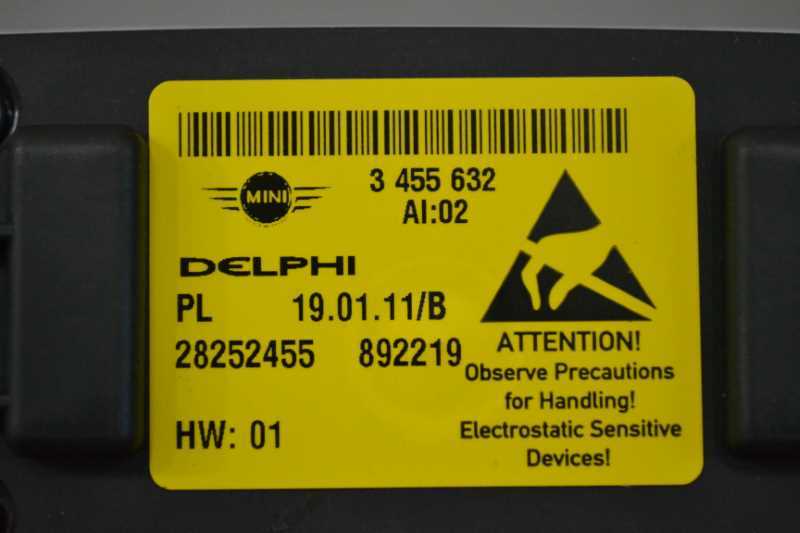 3 455 632
MINI
AI:02
DELPHI
PL 19.01.11/B
28252455 892219
HW: 01
ATTENTION!
Observe Precautions
for Handling!
Electrostatic Sensitive
Devices!